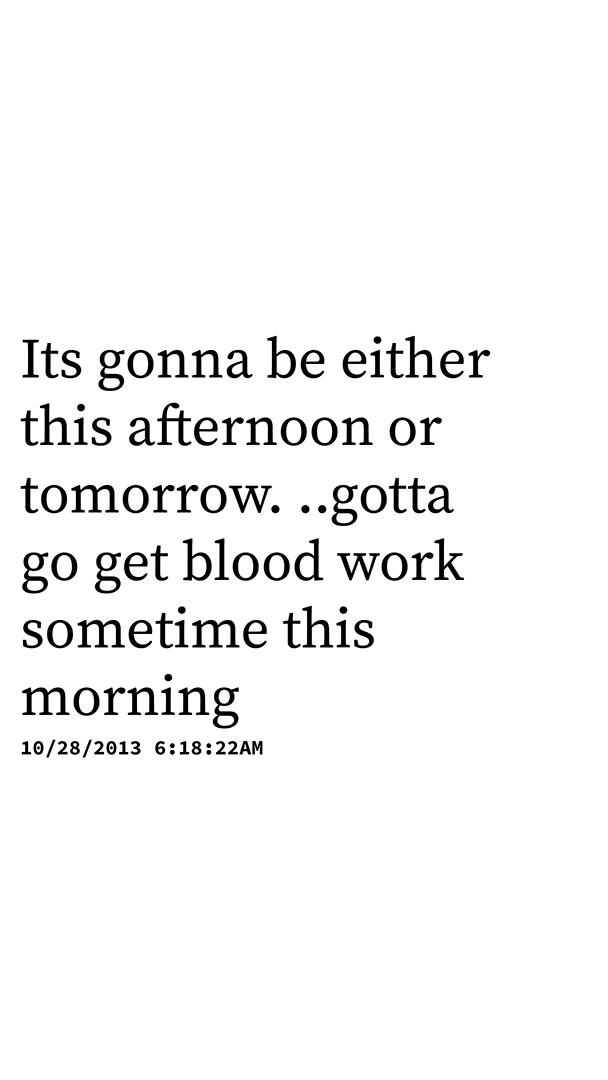 Its gonna be either
this afternoon or
tomorrow. ..gotta
go get blood work
sometime this
morning
10/28/2013 6:18:22AM